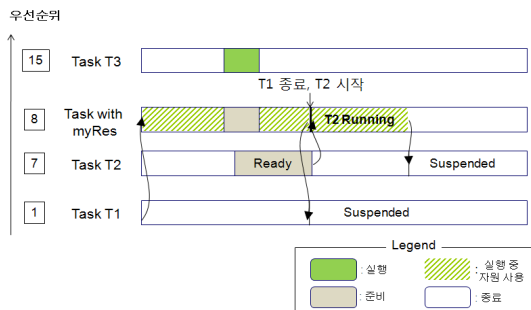 우선순위
15 Task T3
T1 종료, T2 시작
8 Task with myRes
T2 Running
7 Task T2
Ready
Suspended
1 Task T1
Suspended
Legend
: 실행
: 실행 중 자원 사용
: 준비
: 종료